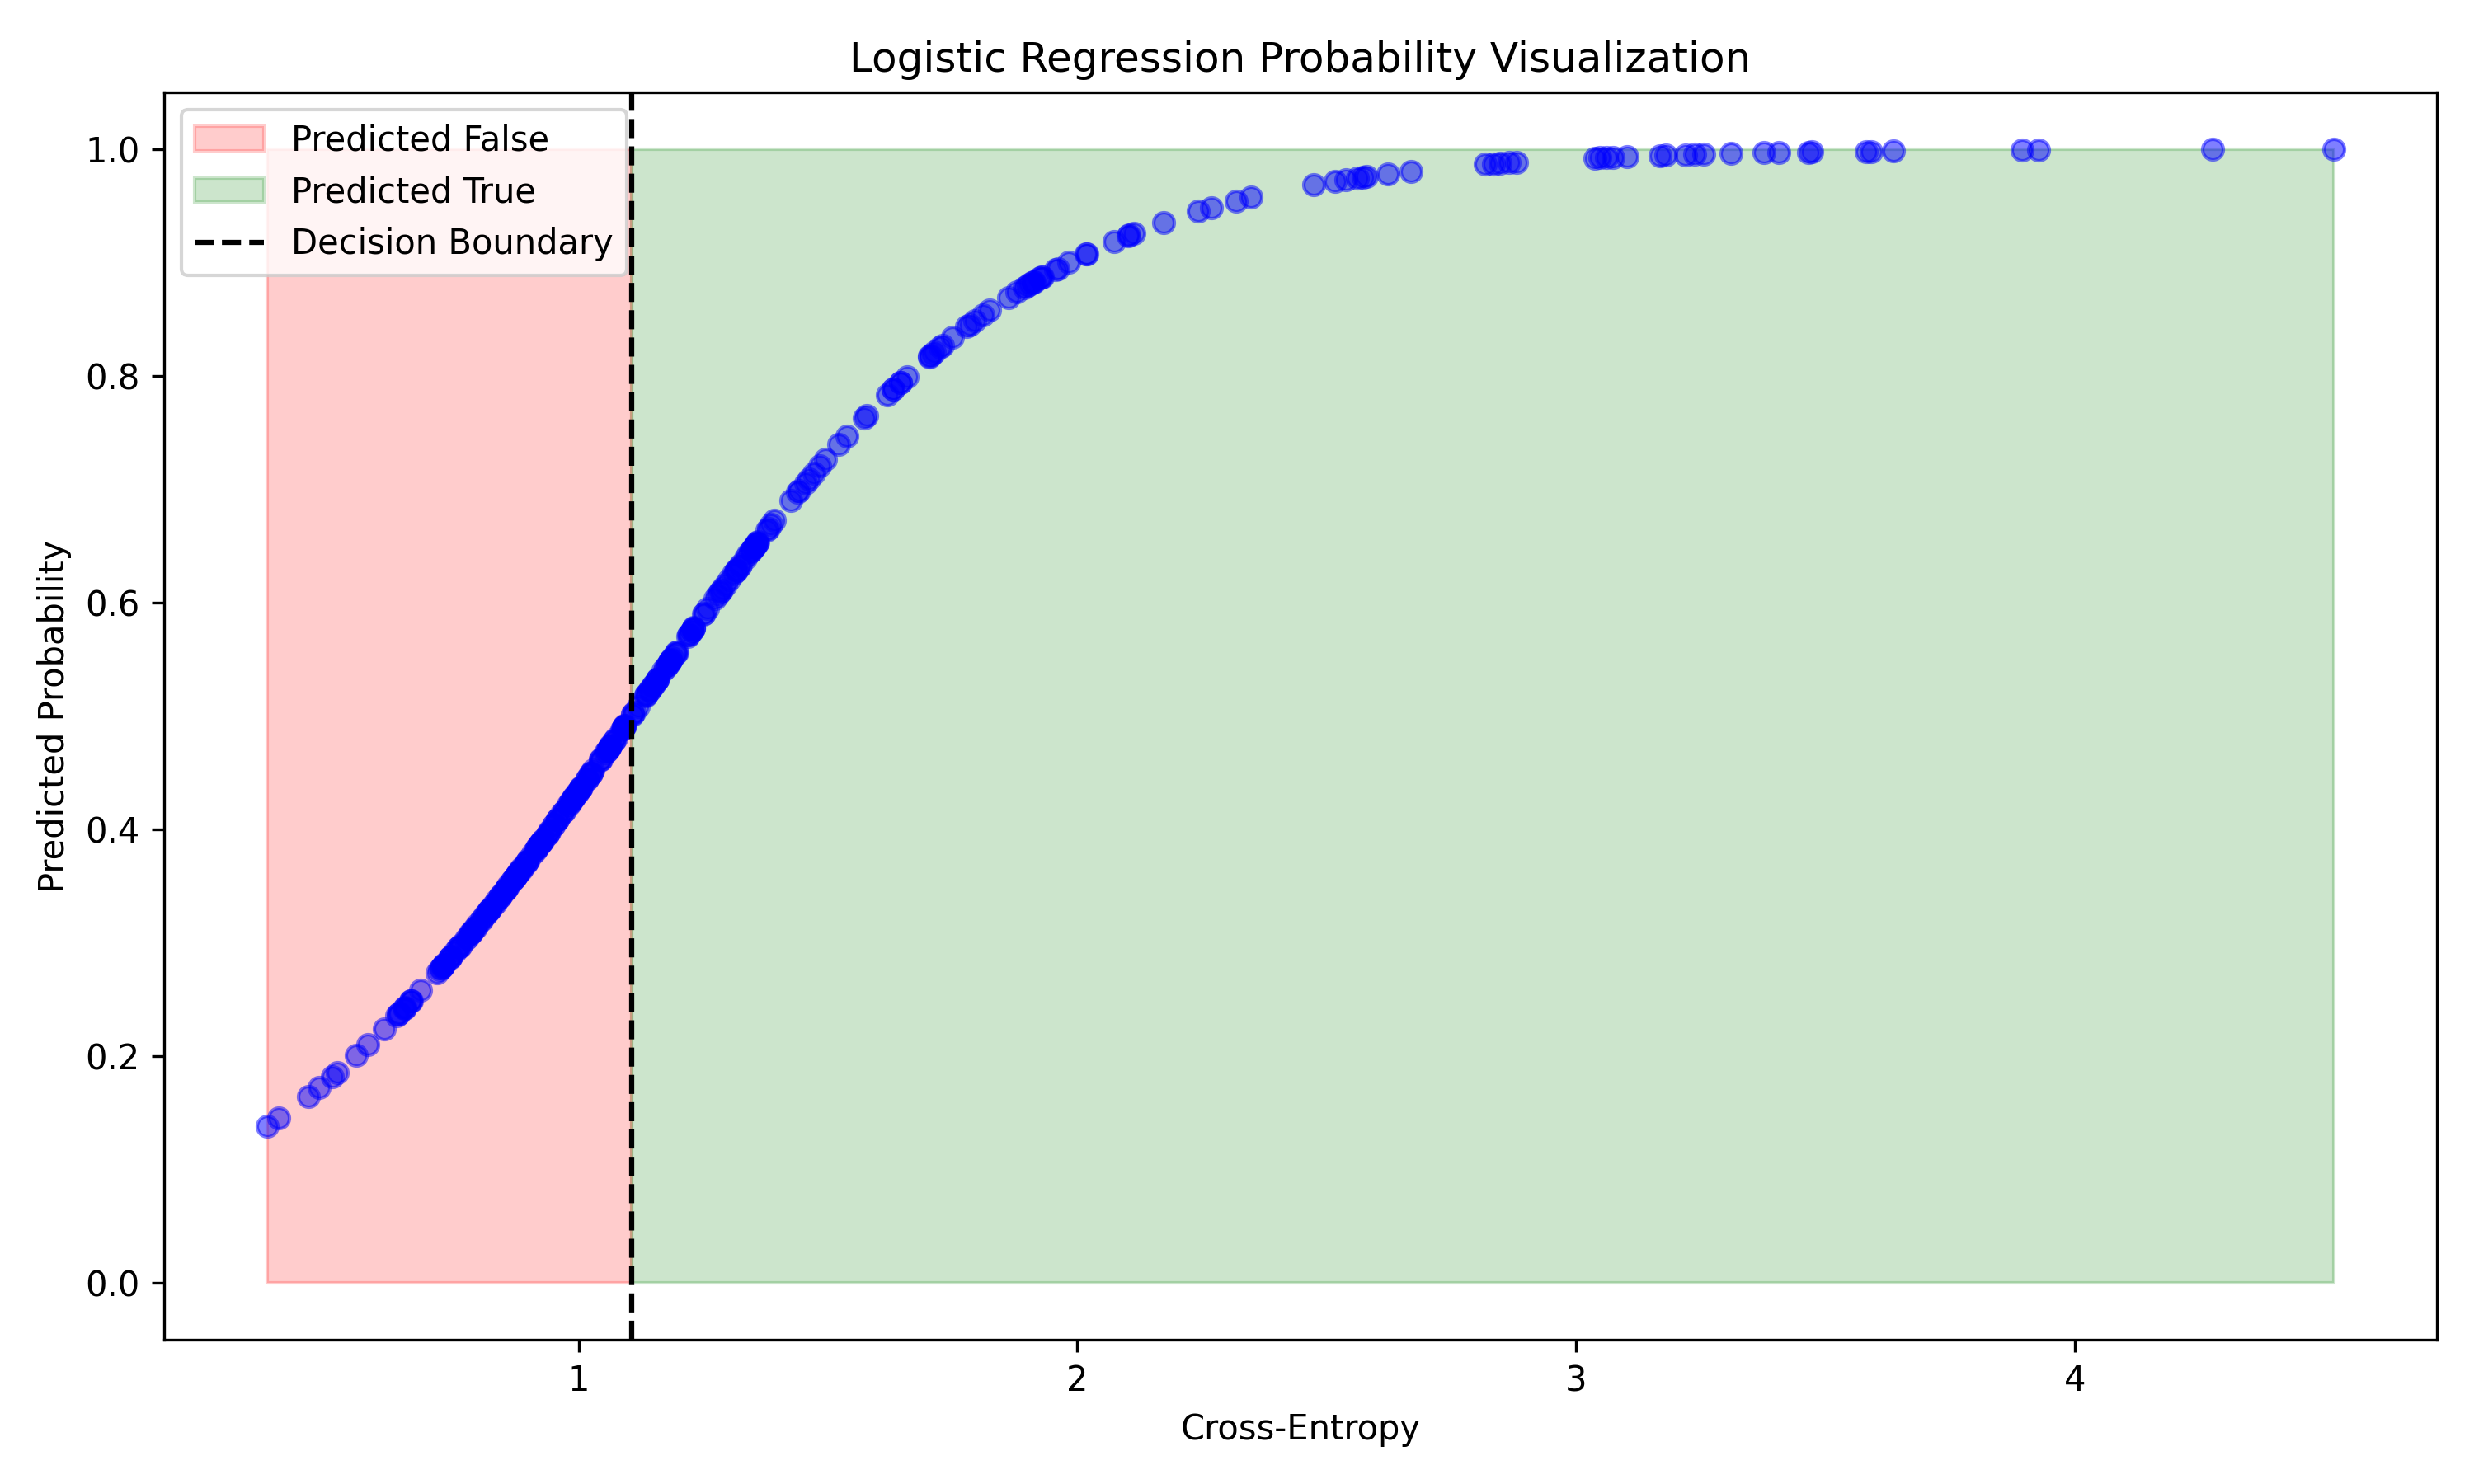 Logistic Regression Probability Visualization
Predicted False
Predicted True
Decision Boundary
1.0
0.8
0.6
0.4
0.2
0.0
Predicted Probability
1 2 3 4
Cross-Entropy